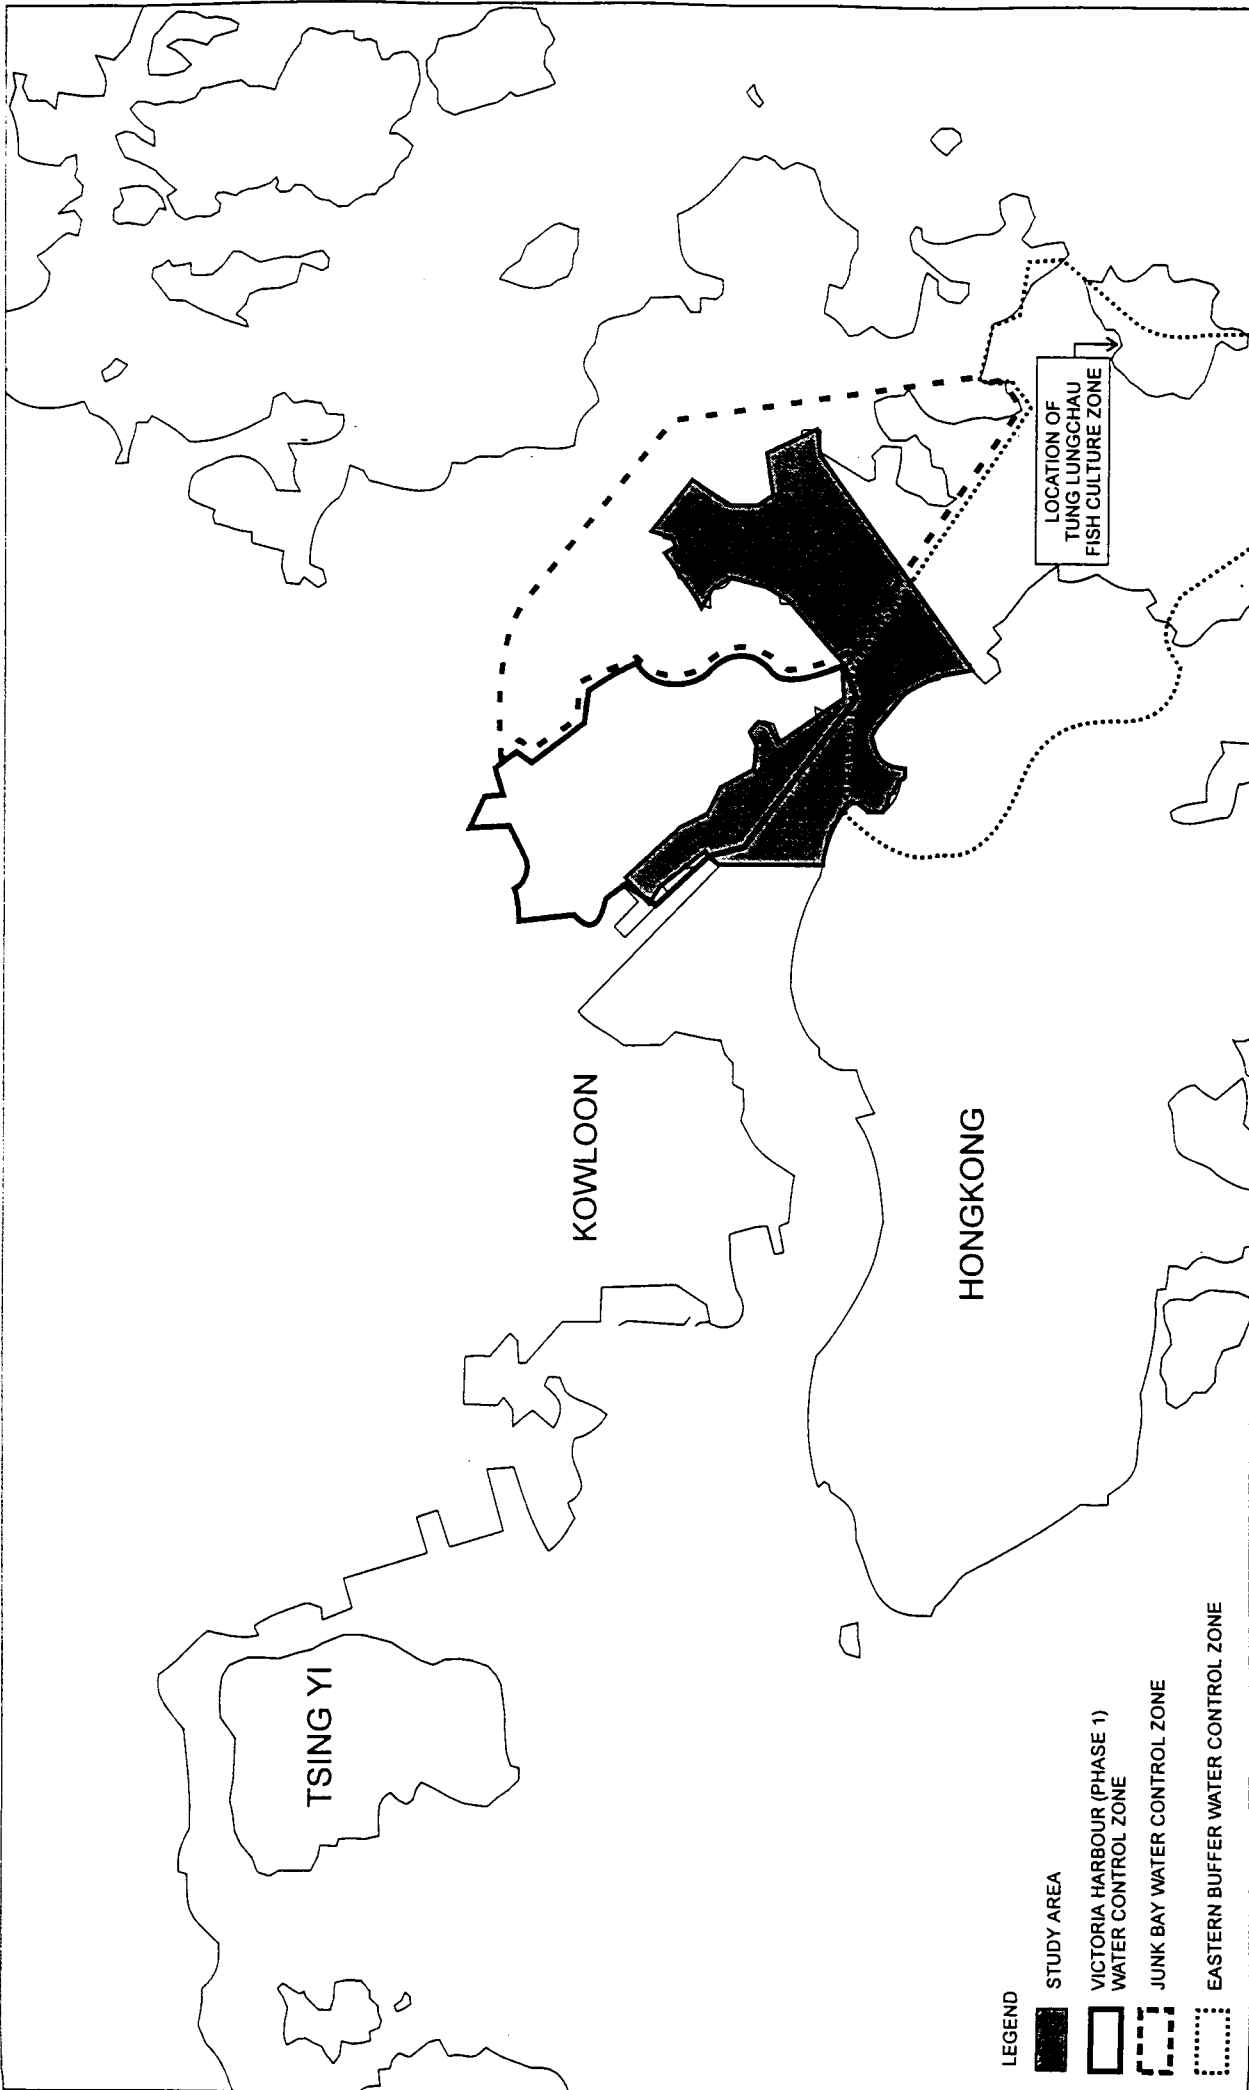 TSING YI
KOWLOON
HONGKONG
LOCATION OF
TUNG LUNGCHAU
FISH CULTURE ZONE
LEGEND
STUDY AREA
VICTORIA HARBOUR (PHASE 1)
WATER CONTROL ZONE
JUNK BAY WATER CONTROL ZONE
EASTERN BUFFER WATER CONTROL ZONE